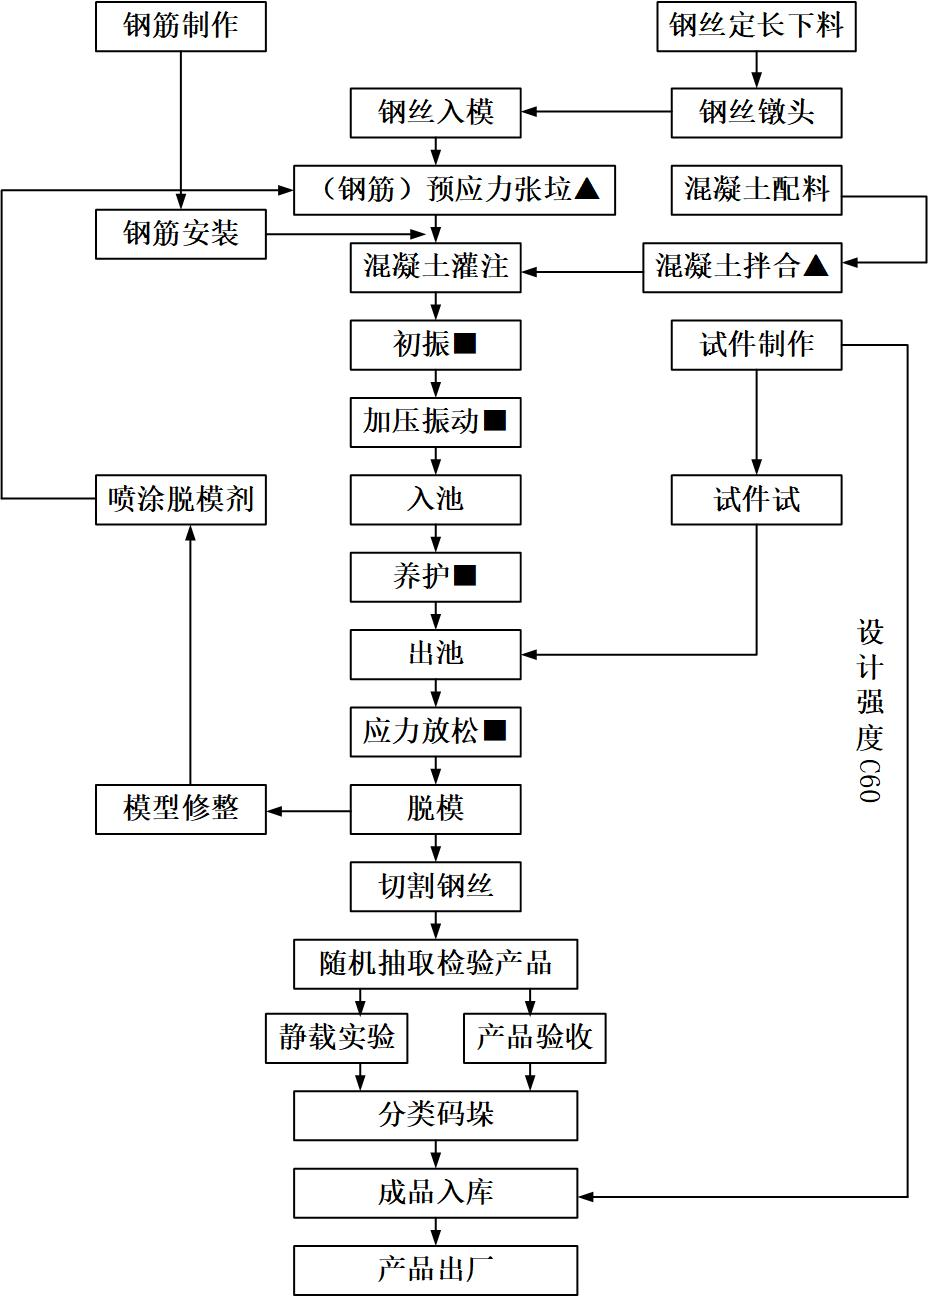 钢筋制作
钢丝定长下料
钢丝入模
钢丝镦头
（钢筋）预应力张垃▲
混凝土配料
钢筋安装
混凝土灌注
混凝土拌合▲
初振■
试件制作
加压振动■
喷涂脱模剂
入池
试件试
养护■
出池
设计强度C60
应力放松■
模型修整
脱模
切割钢丝
随机抽取检验产品
静载实验
产品验收
分类码垛
成品入库
产品出厂